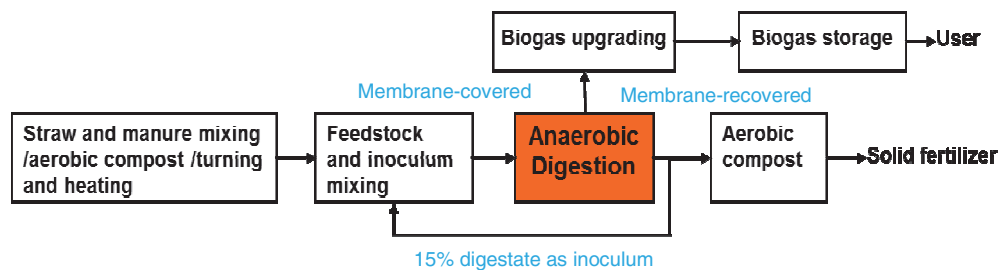 Biogas upgrading
Biogas storage
User
Membrane-covered
Membrane-recovered
Straw and manure mixing
/aerobic compost /turning
and heating
Feedstock
and inoculum
mixing
Anaerobic
Digestion
Aerobic
compost
Solid fertilizer
15% digestate as inoculum